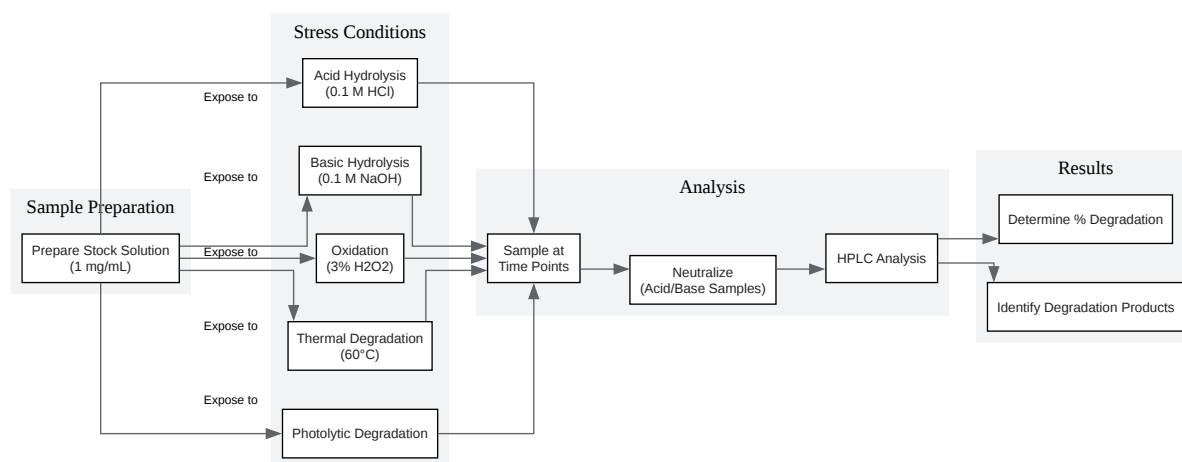 Sample Preparation
Prepare Stock Solution
(1 mg/mL)
Expose to
Expose to
Expose to
Expose to
Expose to
Stress Conditions
Acid Hydrolysis
(0.1 M HCl)
Basic Hydrolysis
(0.1 M NaOH)
Oxidation
(3% H2O2)
Thermal Degradation
(60°C)
Photolytic Degradation
Analysis
Sample at
Time Points
Neutralize
(Acid/Base Samples)
HPLC Analysis
Results
Determine % Degradation
Identify Degradation Products